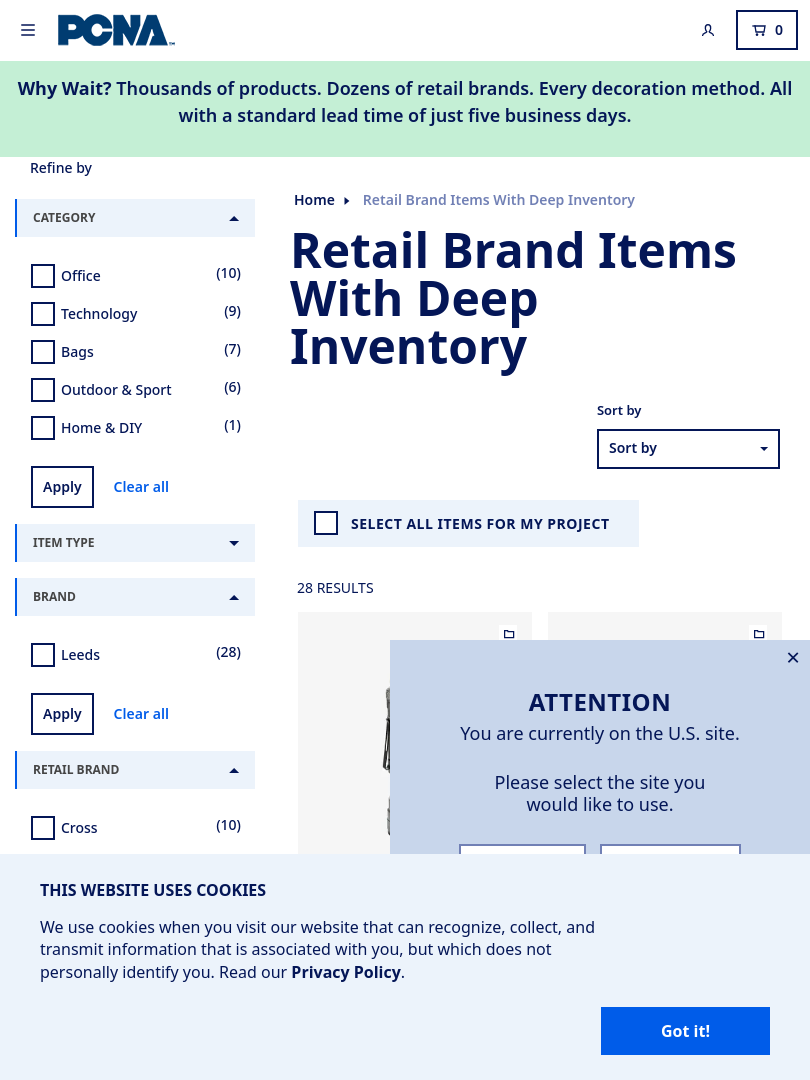 PCNA™
0
Why Wait? Thousands of products. Dozens of retail brands. Every decoration method. All
with a standard lead time of just five business days.
Refine by
CATEGORY
Office (10)
Technology (9)
Bags (7)
Outdoor & Sport (6)
Home & DIY (1)
Apply Clear all
ITEM TYPE
BRAND
Leeds (28)
Apply Clear all
RETAIL BRAND
Cross (10)
Home Retail Brand Items With Deep Inventory
Retail Brand Items
With Deep
Inventory
Sort by
Sort by
SELECT ALL ITEMS FOR MY PROJECT
28 RESULTS
ATTENTION
You are currently on the U.S. site.
Please select the site you
would like to use.
THIS WEBSITE USES COOKIES
We use cookies when you visit our website that can recognize, collect, and
transmit information that is associated with you, but which does not
personally identify you. Read our Privacy Policy.
Got it!